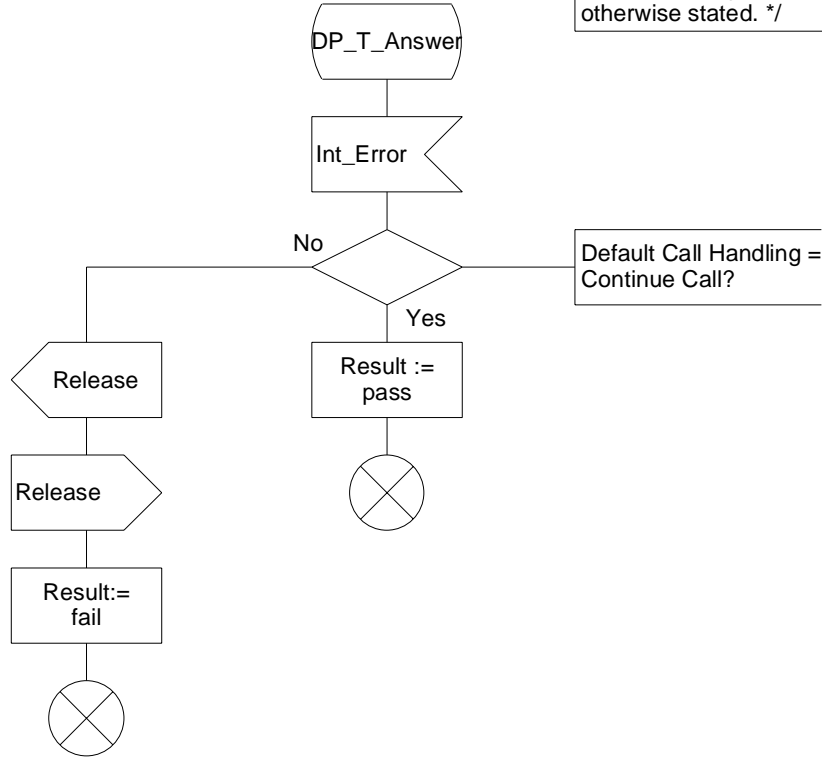 otherwise stated. */
DP_T_Answer
Int_Error
No
Default Call Handling =
Continue Call?
Yes
Release
Result :=
pass
Release
Result:=
fail